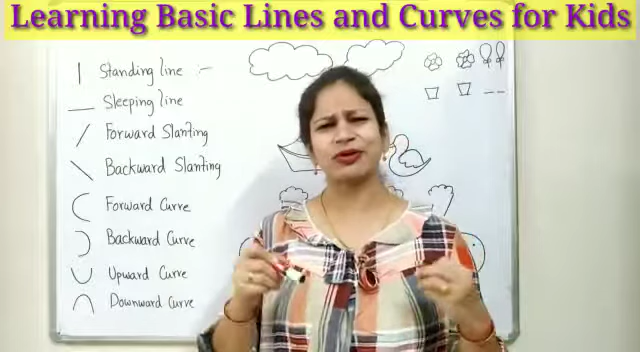 Learning Basic Lines and Curves for Kids
Standing line
Sleeping line
Forward Slanting
Backward Slanting
Forward Curve
Backward Curve
Upward Curve
Downward Curve